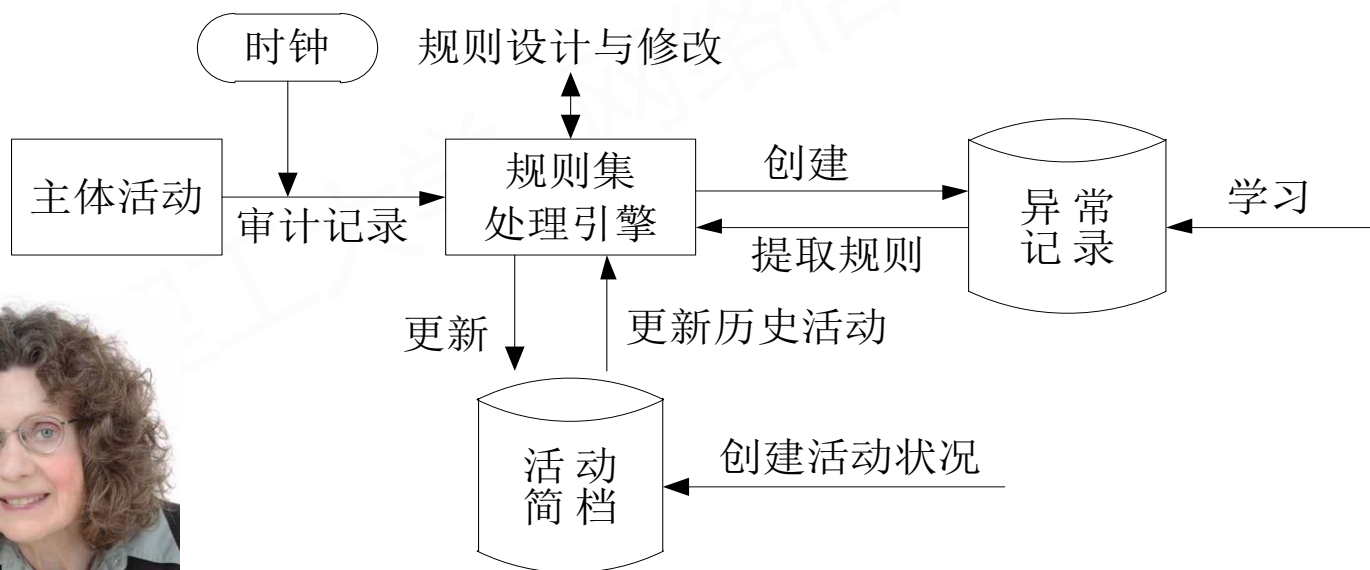 时钟
规则设计与修改
主体活动
审计记录
规则集
处理引擎
创建
提取规则
异常
记录
学习
更新
更新历史活动
活动
简档
创建活动状况